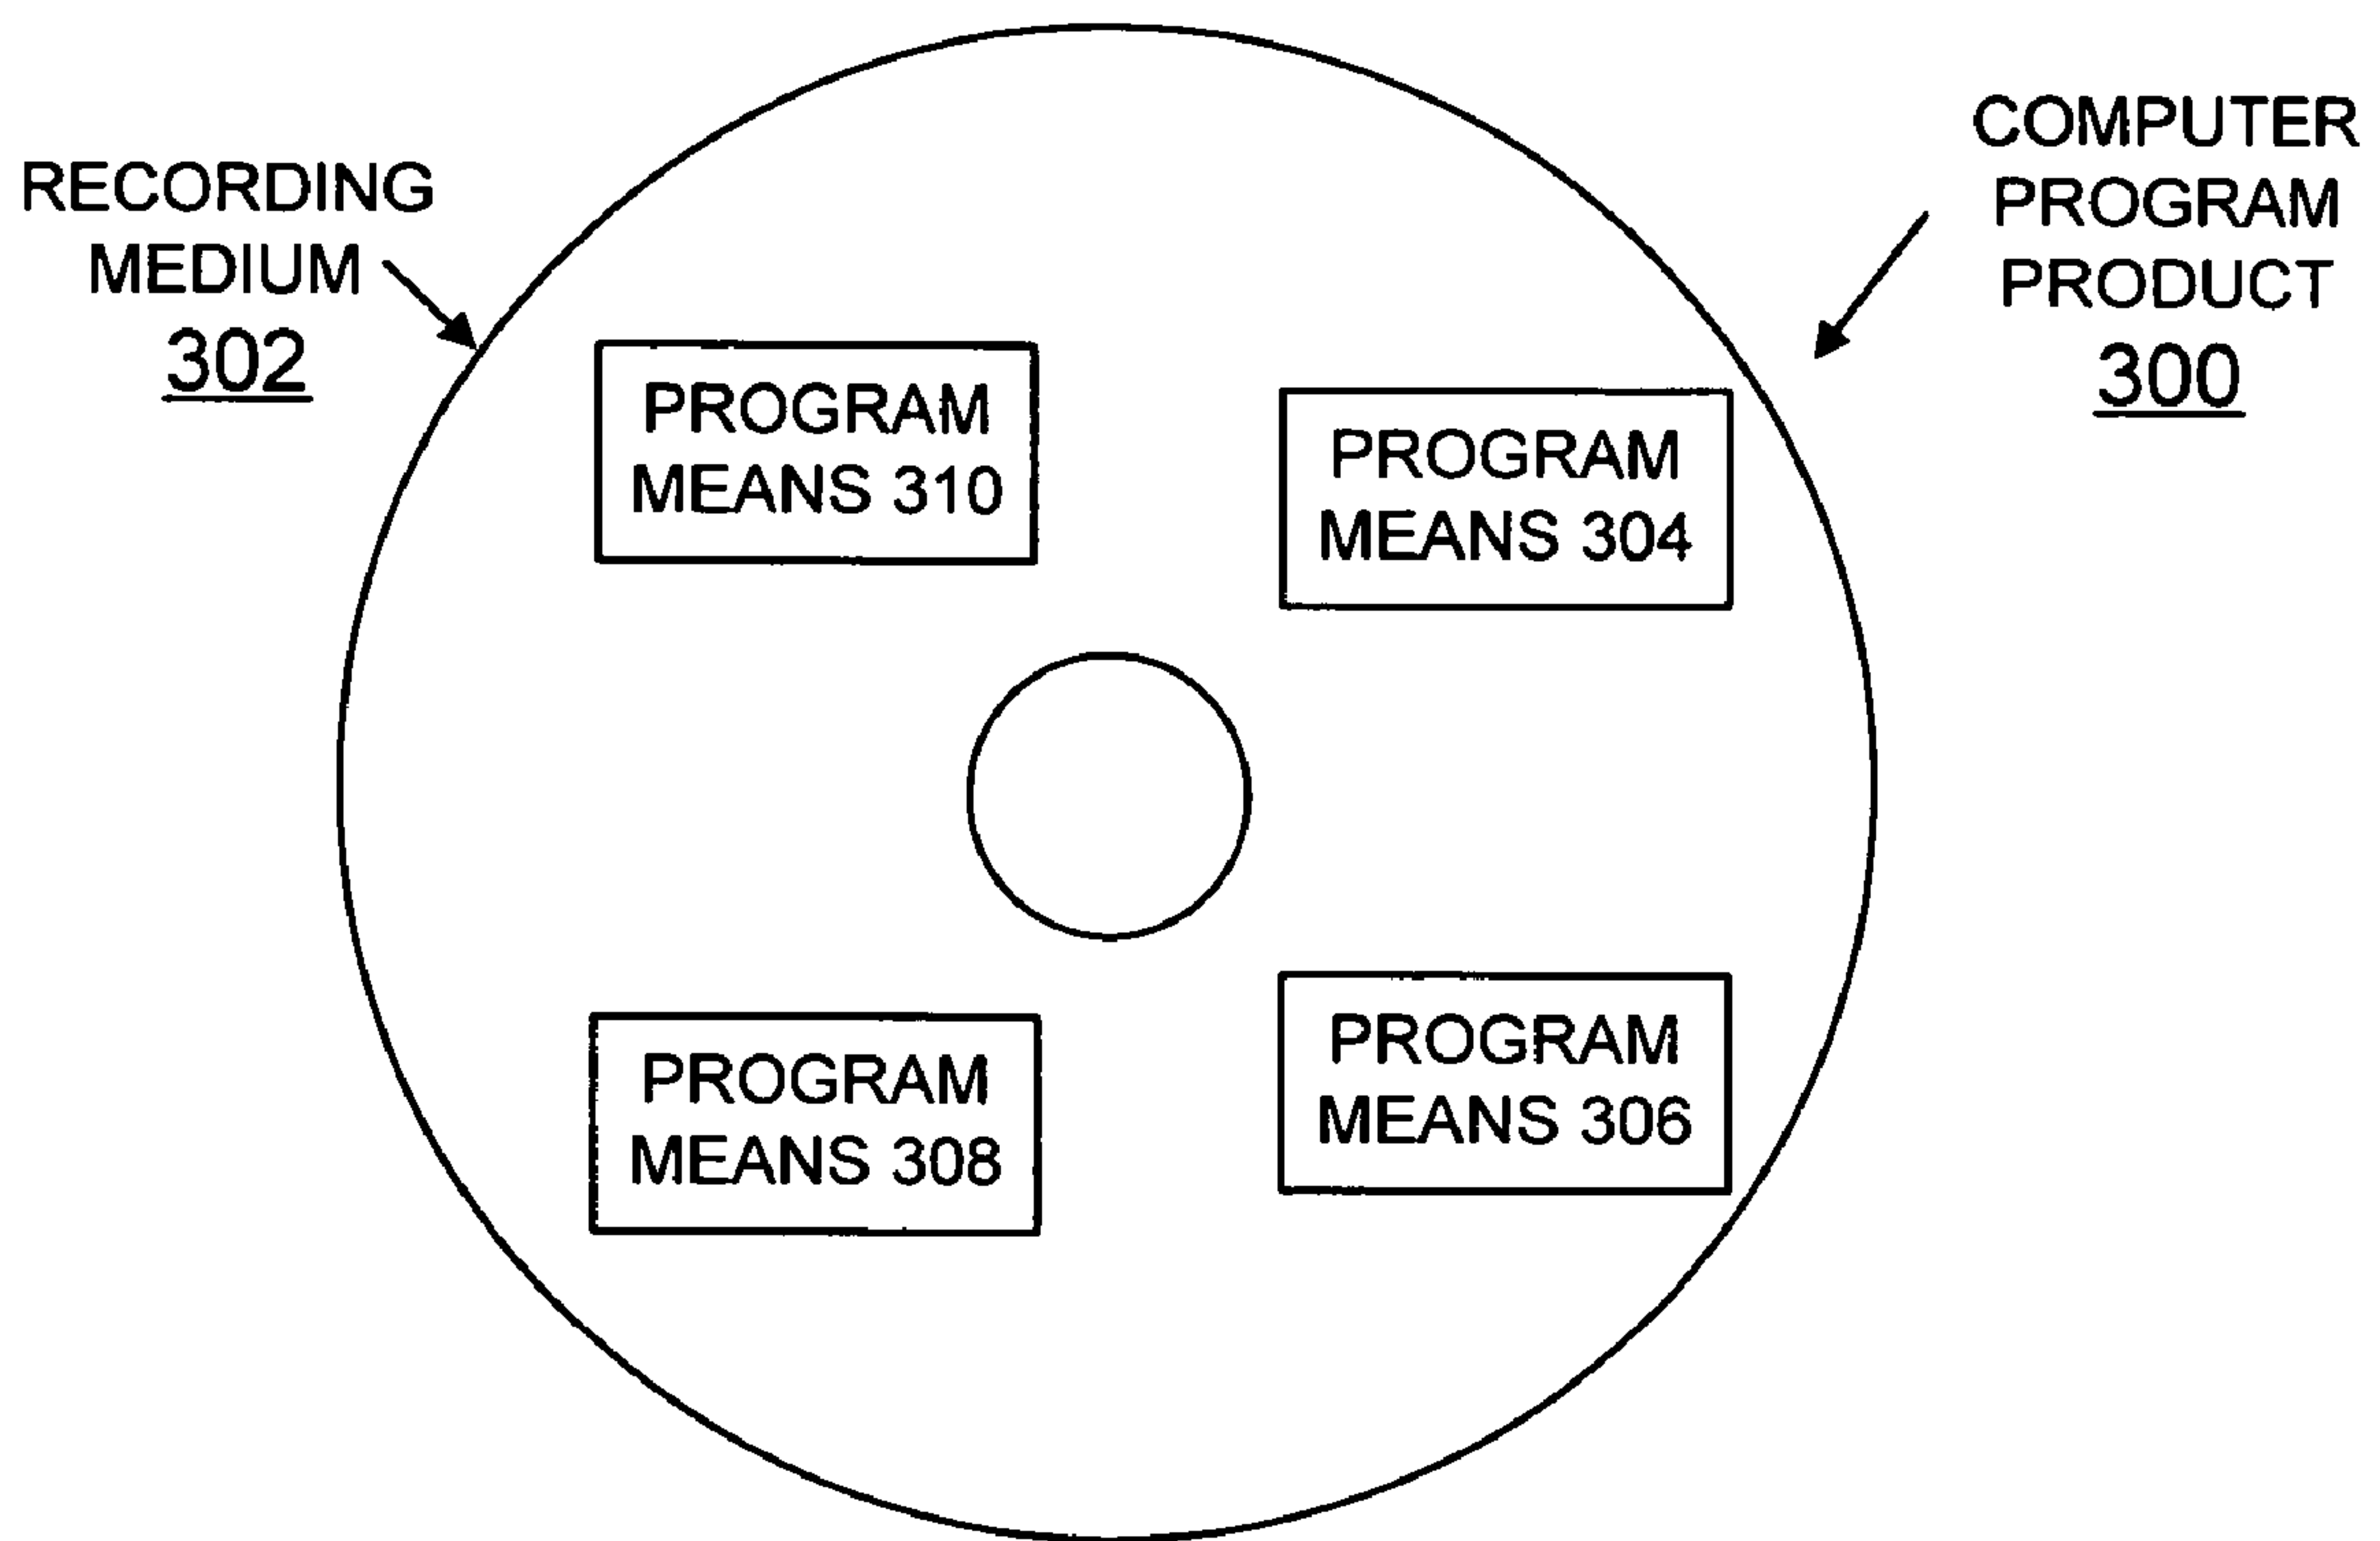 RECORDING
MEDIUM
302
COMPUTER
PROGRAM
PRODUCT
300
PROGRAM
MEANS 310
PROGRAM
MEANS 304
PROGRAM
MEANS 308
PROGRAM
MEANS 306